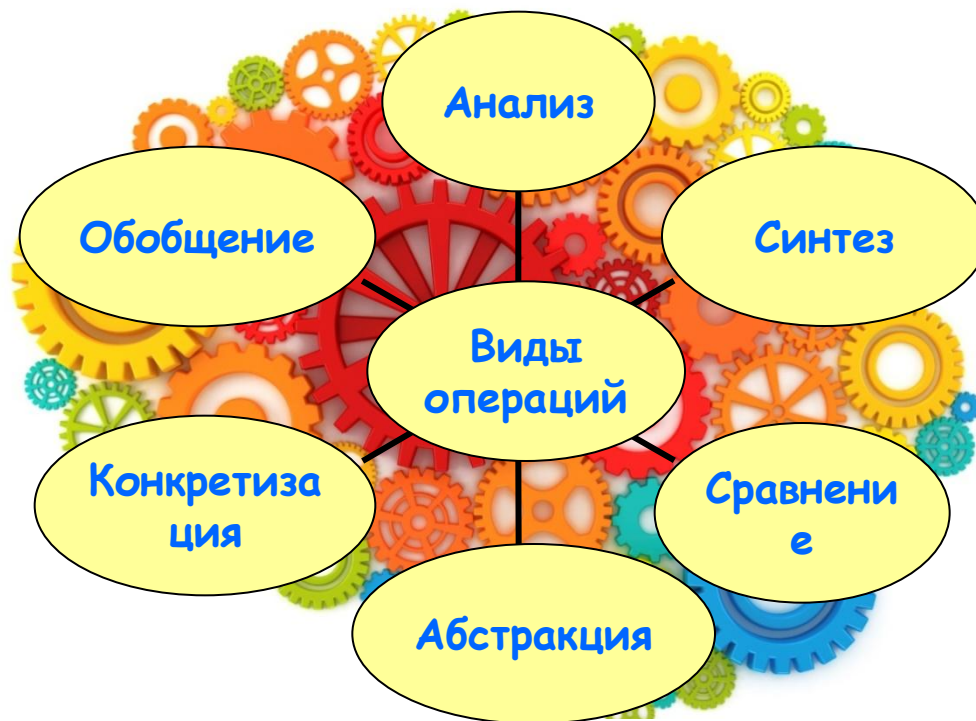 Анализ
Обобщение
Синтез
Виды
операций
Конкретиза
ция
Сравнени
е
Абстракция